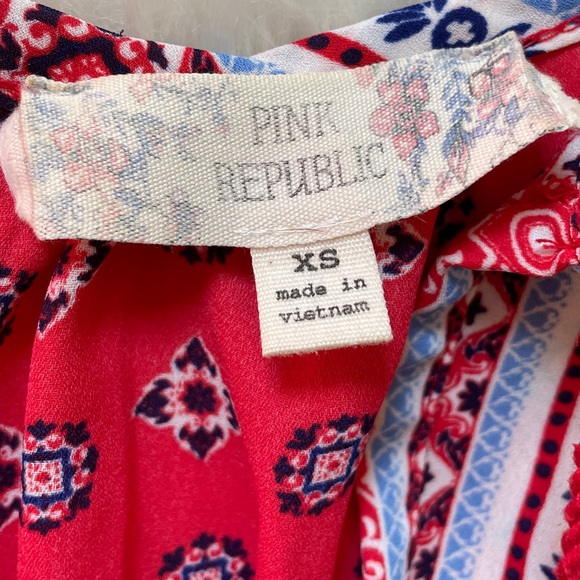 PINK
REPUBLIC
XS
made in
vietnam